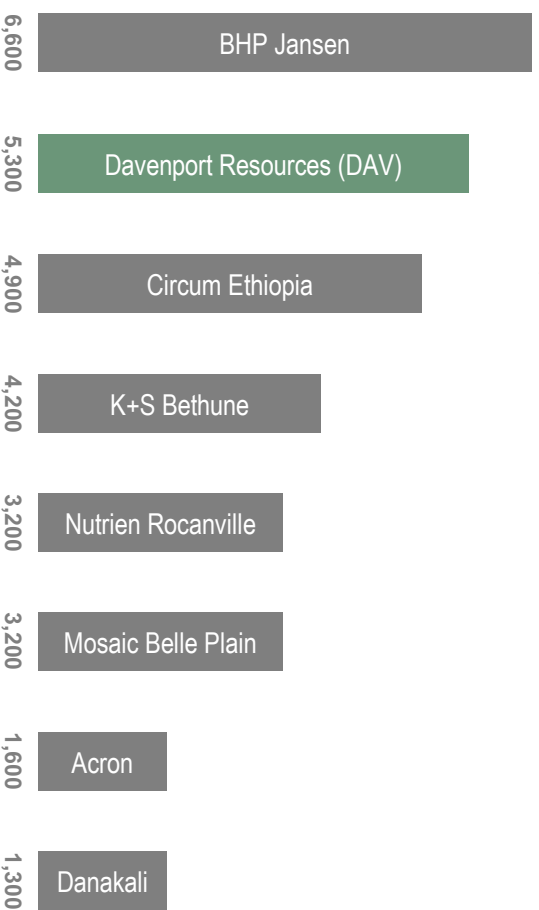 6,600
BHP Jansen
5,300
Davenport Resources (DAV)
4,900
Circum Ethiopia
4,200
K+S Bethune
3,200
Nutrien Rocanville
3,200
Mosaic Belle Plain
1,600
Acron
1,300
Danakali